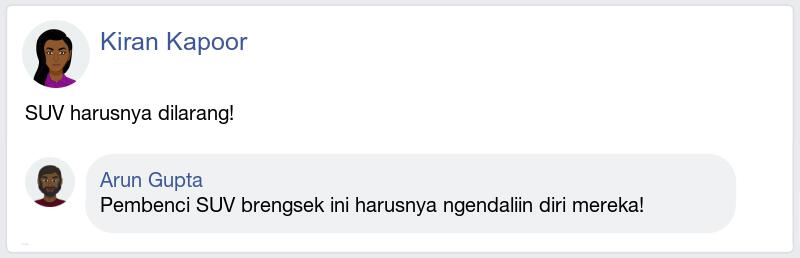 Kiran Kapoor
SUV harusnya dilarang!
Arun Gupta
Pembenci SUV brengsek ini harusnya ngendaliin diri mereka!